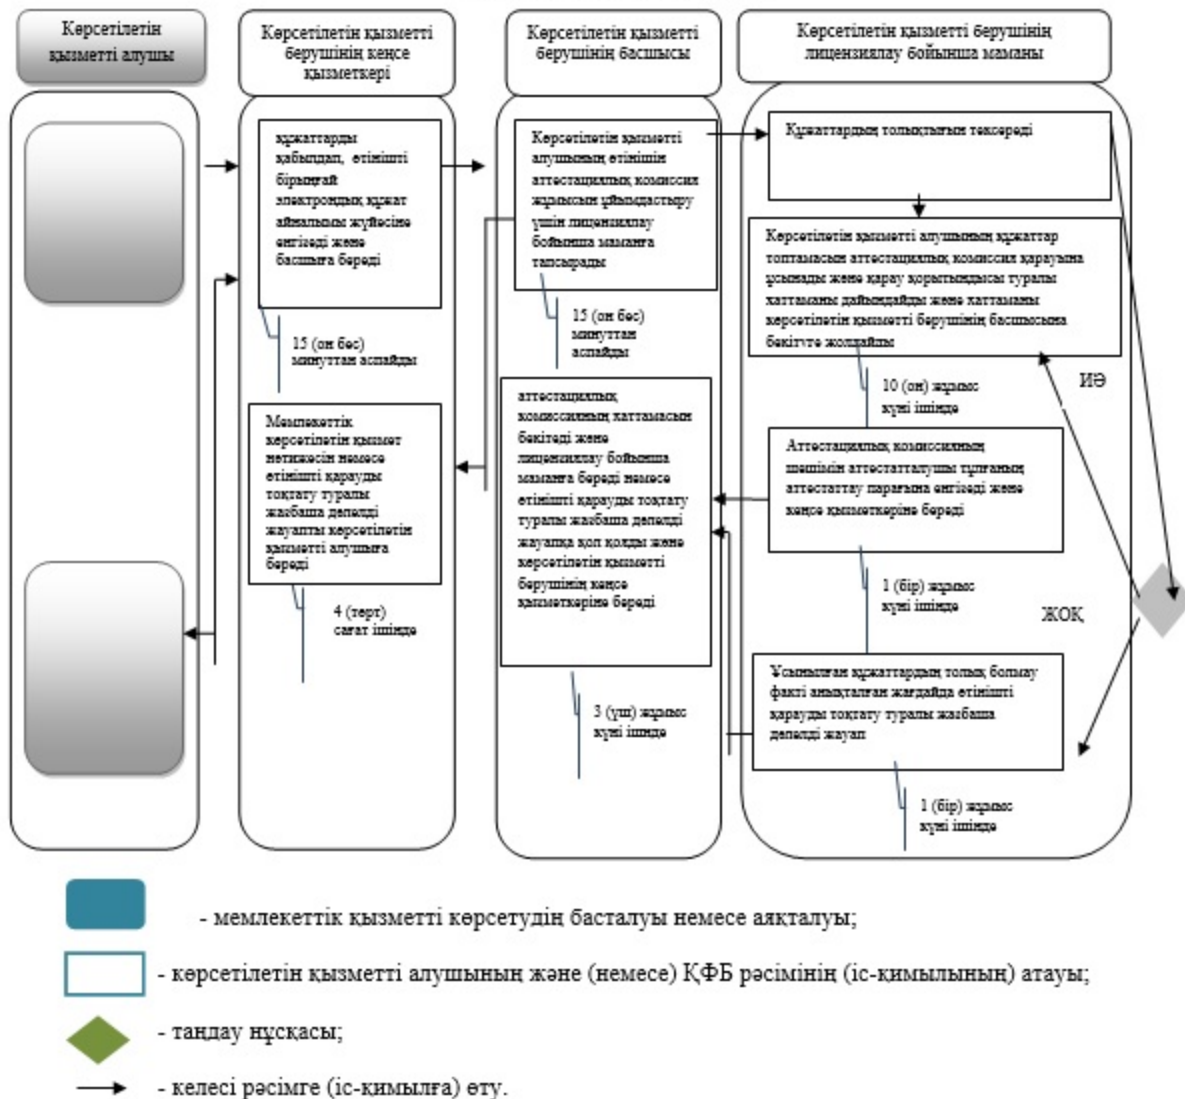 Көрсетілетін
қызметті алушы
Көрсетілетін қызметті
берушінің кеңсе
қызметкері
Көрсетілетін қызметті
берушінің басшысы
Көрсетілетін қызметті берушінің
лицензиялау бойынша маманы
құжаттарды
қабылдап, өтінішті
бірыңғай
электрондық құжат
айналымы жүйесіне
енгізеді және
басшыға береді
15 (он бес)
минуттан аспайды
Мемлекеттік
көрсетілетін қызмет
нәтижесін немесе
өтінішті қарауды
тоқтату туралы
жазбаша дәлелді
жауапты көрсетілетін
қызметті алушыға
береді
4 (төрт)
сағат ішінде
Көрсетілетін қызметті
алушының өтінішін
аттестациялық комиссия
жұмысын ұйымдастыру
үшін лицензиялау
бойынша маманға
тапсырады
15 (он бес)
минуттан
аспайды
аттестациялық
комиссияның хаттамасын
бекітеді және
лицензиялау бойынша
маманға береді немесе
өтінішті қарауды тоқтату
туралы жазбаша дәлелді
жауапқа қол қояды және
көрсетілетін қызметті
берушінің кеңсе
қызметкеріне береді
3 (үш) жұмыс
күні ішінде
Құжаттардың толықтығын тексереді
Көрсетілетін қызметті алушының құжаттар
топтамасын аттестациялық комиссия қарауына
ұсынады және қарау қорытындысы туралы
хаттаманы дайындайды және хаттаманы
көрсетілетін қызметті берушінің басшысына
бекітуге жолдайды
ИӘ
10 (он) жұмыс
күні ішінде
Аттестациялық комиссияның
шешімін аттестатталушы тұлғаның
аттестаттау парағына енгізеді және
кеңсе қызметкеріне береді
1 (бір) жұмыс
күні ішінде
ЖОҚ
Ұсынылған құжаттардың толық болмау
факті анықталған жағдайда өтінішті
қарауды тоқтату туралы жазбаша
дәлелді жауап
1 (бір) жұмыс
күні ішінде
- мемлекеттік қызметті көрсетудің басталуы немесе аяқталуы;
- көрсетілетін қызметті алушының және (немесе) ҚФБ рәсімінің (іс-қимылының) атауы;
- таңдау нұсқасы;
- келесі рәсімге (іс-қимылға) өту.